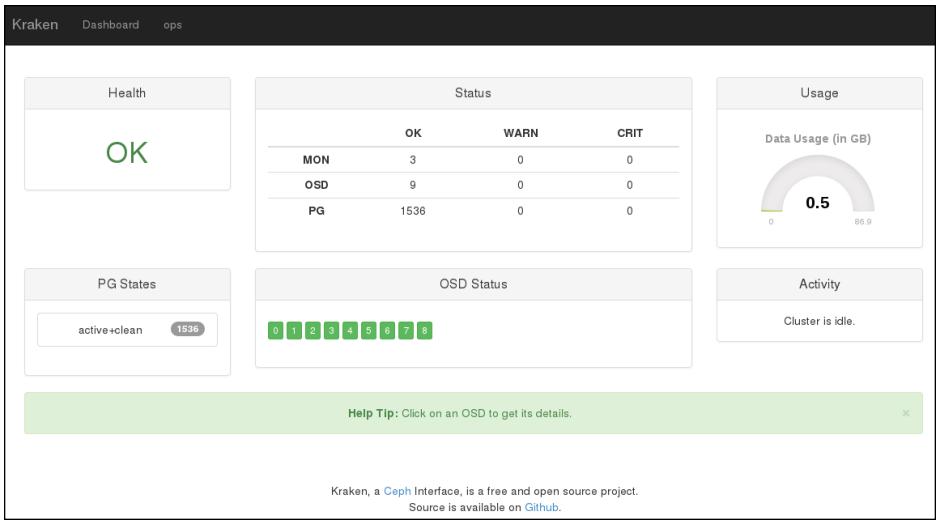 Kraken Dashboard ops
Health
OK
Status
OK WARN CRIT
MON 3 0 0
OSD 9 0 0
PG 1536 0 0
Usage
Data Usage (in GB)
0.5
0 86.9
PG States
active+clean 1536
OSD Status
0 1 2 3 4 5 6 7 8
Activity
Cluster is idle.
Help Tip: Click on an OSD to get its details. ×
Kraken, a Ceph Interface, is a free and open source project.
Source is available on Github.